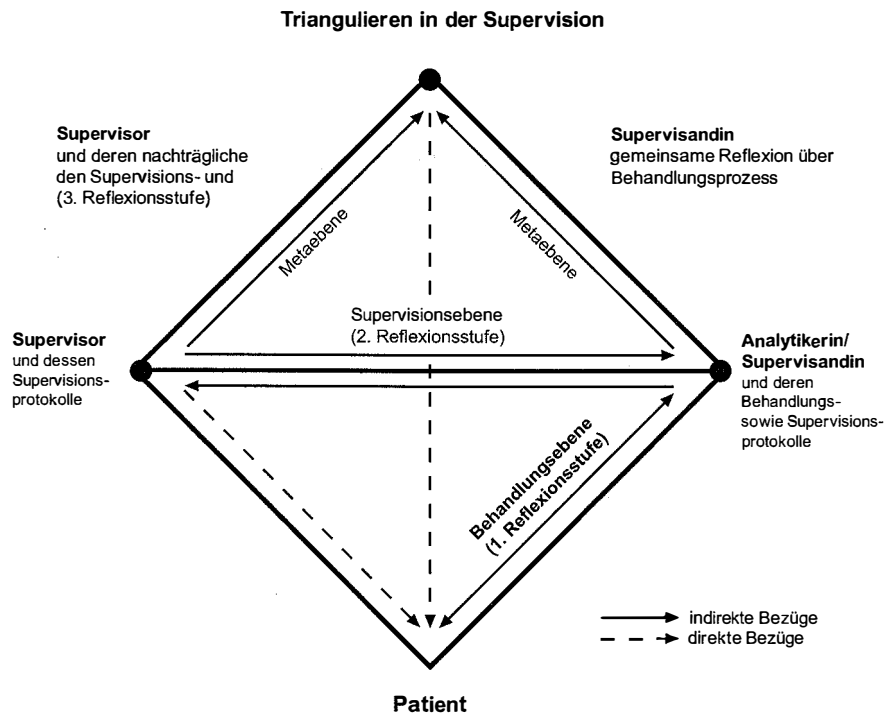 Triangulieren in der Supervision
Supervisor
und deren nachträgliche
den Supervisions- und
(3. Reflexionsstufe)
Supervisandin
gemeinsame Reflexion über
Behandlungsprozess
Metaebene
Metaebene
Supervisionsebene
(2. Reflexionsstufe)
Supervisor
und dessen
Supervisions-
protokolle
Analytikerin/
Supervisandin
und deren
Behandlungs-
sowie Supervisions-
protokolle
Behandlungsebene
(1. Reflexionsstufe)
indirekte Bezüge
direkte Bezüge
Patient